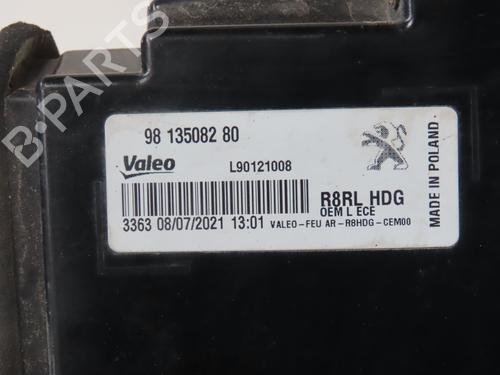 98 135082 80
Valeo
L90121008
R8RL HDG
OEM L ECE
3363 08/07/2021 13:01
VALEO-FEU AR-R8HDG-CEM00
MADE IN POLAND.
B-PARTS